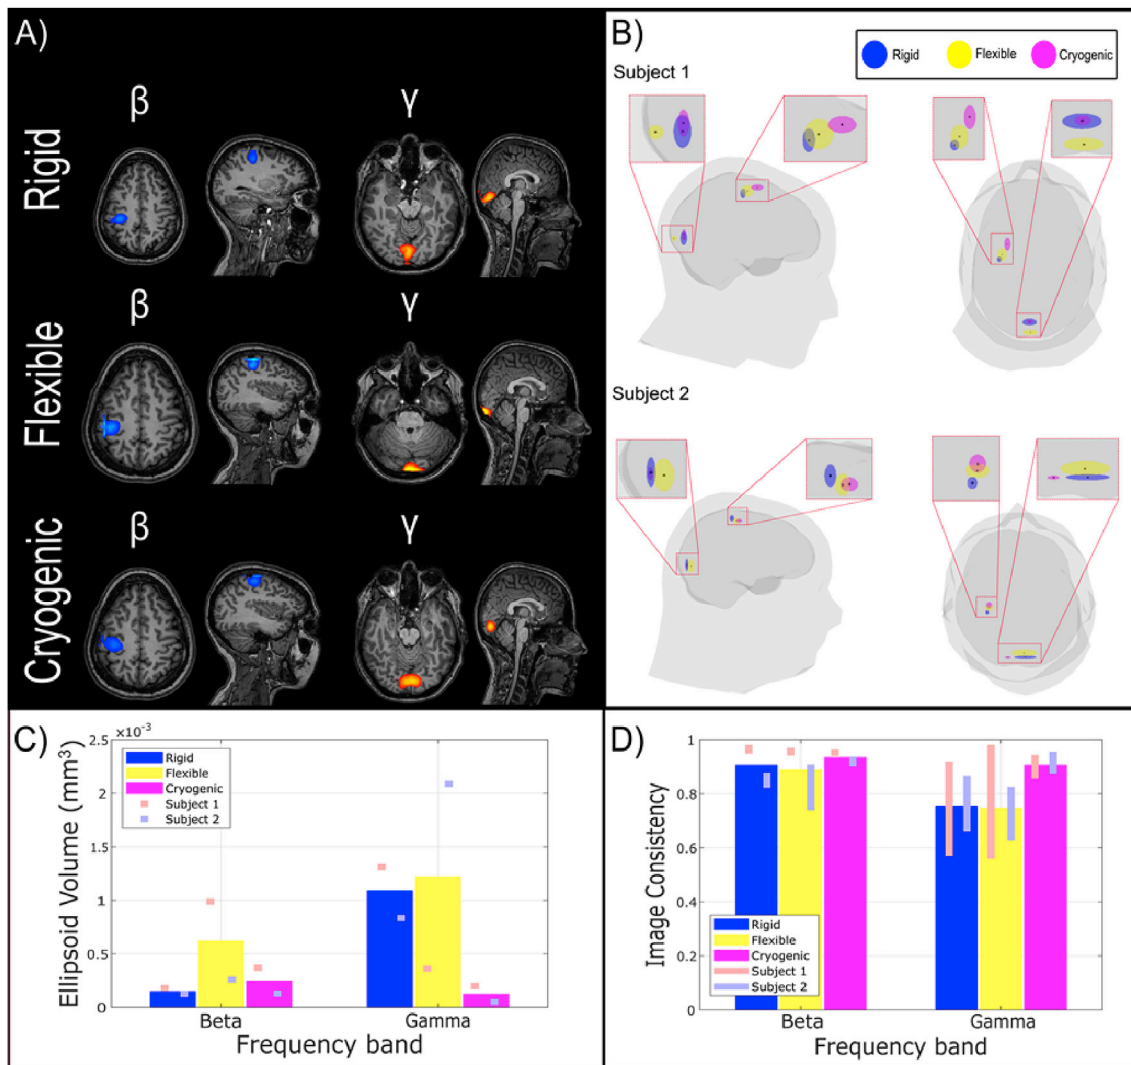 A)
β
γ
Rigid
β
γ
Flexible
β
γ
Cryogenic
B)
Rigid
Flexible
Cryogenic
Subject 1
Subject 2
C)
×10⁻³
2.5
2
1.5
1
0.5
0
Ellipsoid Volume (mm³)
Rigid
Flexible
Cryogenic
Subject 1
Subject 2
Beta
Gamma
Frequency band
D)
1
0.8
0.6
0.4
0.2
0
Image Consistency
Rigid
Flexible
Cryogenic
Subject 1
Subject 2
Beta
Gamma
Frequency band